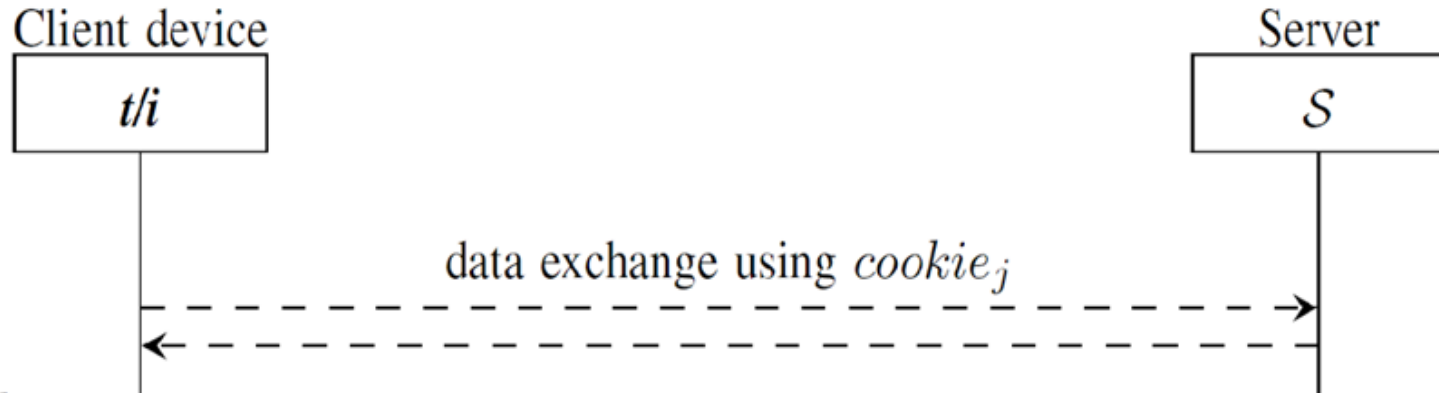 Client device
Server
t/i
S
data exchange using cookie_j